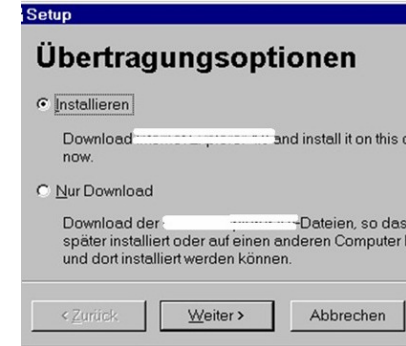 Setup
Übertragungsoptionen
Installieren
Download and install it on this
now.
Nur Download
Download der -Dateien, so
später installiert oder auf einen anderen Computer
und dort installiert werden können.
< Zurück
Weiter >
Abbrechen